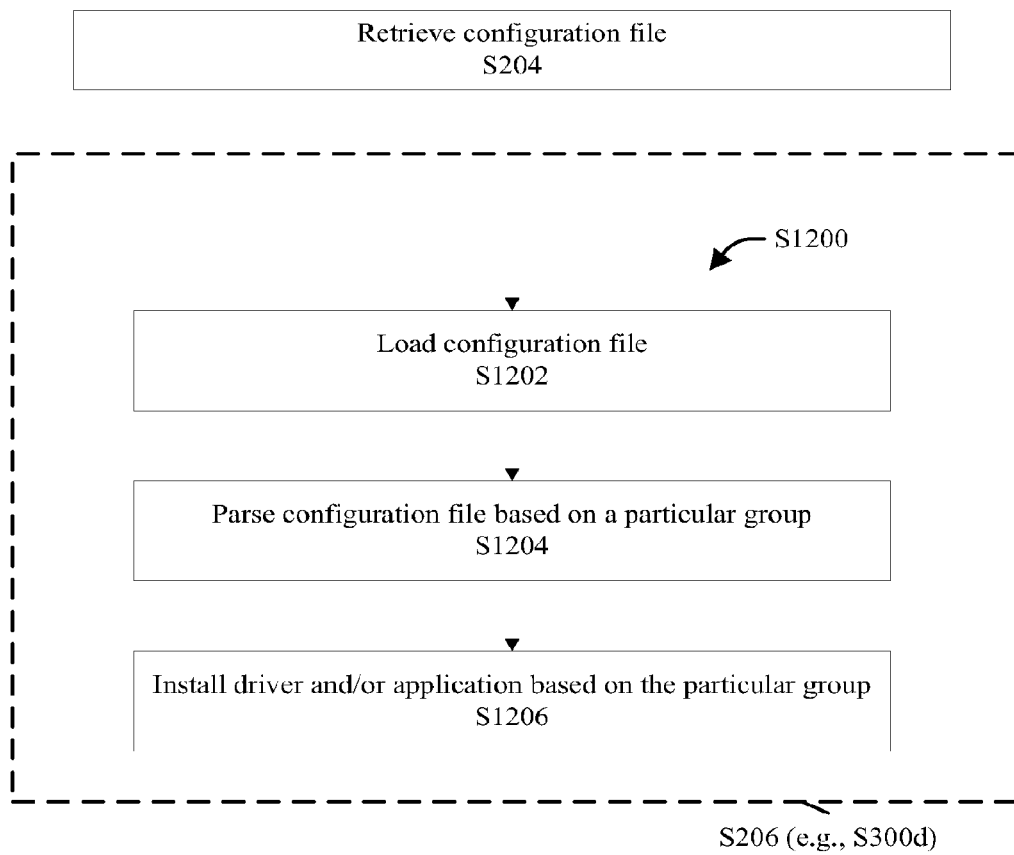 Retrieve configuration file
S204
S1200
Load configuration file
S1202
Parse configuration file based on a particular group
S1204
Install driver and/or application based on the particular group
S1206
S206 (e.g., S300d)